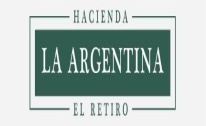 HACIENDA
LA ARGENTINA
EL RETIRO